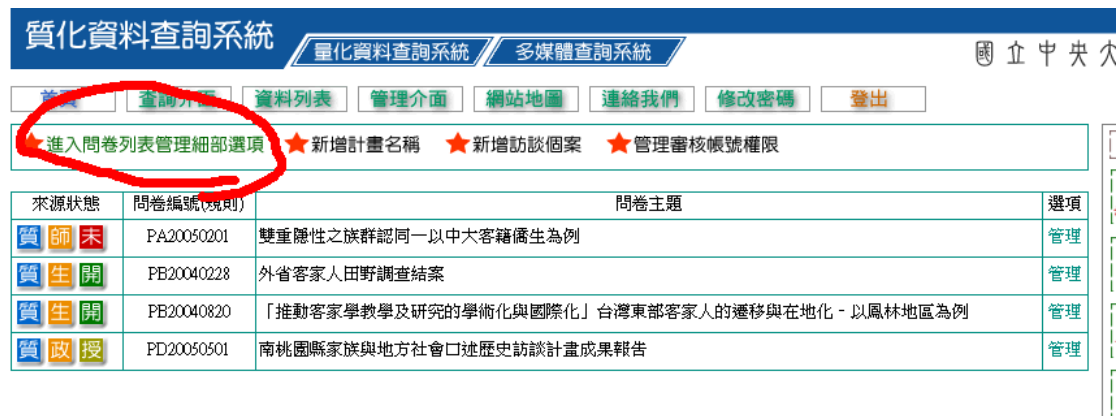 質化資料查詢系統 量化資料查詢系統 多媒體查詢系統
國立中央
首頁 查詢介面 資料列表 管理介面 網站地圖 連絡我們 修改密碼 登出
進入問卷列表管理細部選項 新增計畫名稱 新增訪談個案 管理審核帳號權限
來源狀態 問卷編號(規則) 問卷主題 選項
質 師 未 PA20050201 雙重隱性之族群認同一以中大客籍僑生為例 管理
質 生 開 PB20040228 外省客家人田野調查結案 管理
質 生 開 PB20040820 「推動客家學教學及研究的學術化與國際化」台灣東部客家人的遷移與在地化－以鳳林地區為例 管理
質 政 授 PD20050501 南桃園縣家族與地方社會口述歷史訪談計畫成果報告 管理